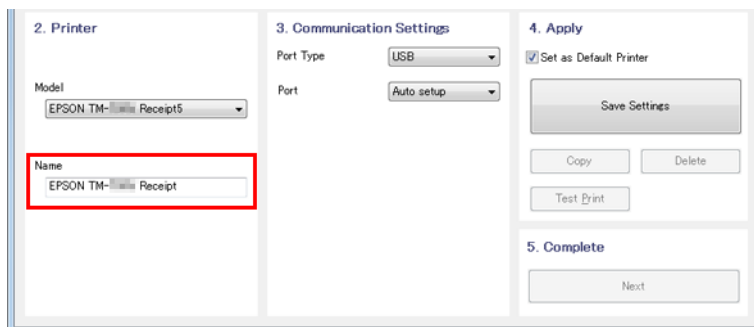 2. Printer
Model
EPSON TM- Receipt5
Name
EPSON TM- Receipt
3. Communication Settings
Port Type
USB
Port
Auto setup
4. Apply
Set as Default Printer
Save Settings
Copy
Delete
Test Print
5. Complete
Next